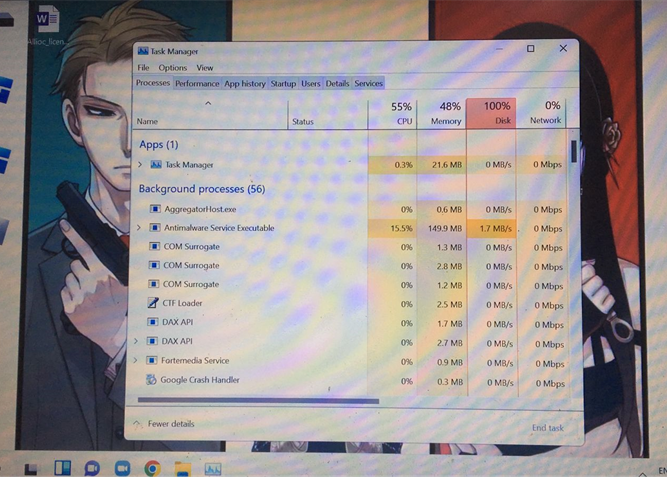 Task Manager
File Options View
Processes Performance App history Startup Users Details Services
55% 48% 100% 0%
Name Status CPU Memory Disk Network
Apps (1)
Task Manager 0.3% 21.6 MB 0 MB/s 0 Mbps
Background processes (56)
AggregatorHost.exe 0% 0.6 MB 0 MB/s 0 Mbps
Antimalware Service Executable 15.5% 149.9 MB 1.7 MB/s 0 Mbps
COM Surrogate 0% 1.3 MB 0 MB/s 0 Mbps
COM Surrogate 0% 2.8 MB 0 MB/s 0 Mbps
COM Surrogate 0% 1.2 MB 0 MB/s 0 Mbps
CTF Loader 0% 2.5 MB 0 MB/s 0 Mbps
DAX API 0% 1.7 MB 0 MB/s 0 Mbps
DAX API 0% 2.7 MB 0 MB/s 0 Mbps
Fortemedia Service 0% 0.9 MB 0 MB/s 0 Mbps
Google Crash Handler 0% 0.3 MB 0 MB/s 0 Mbps
Fewer details End task